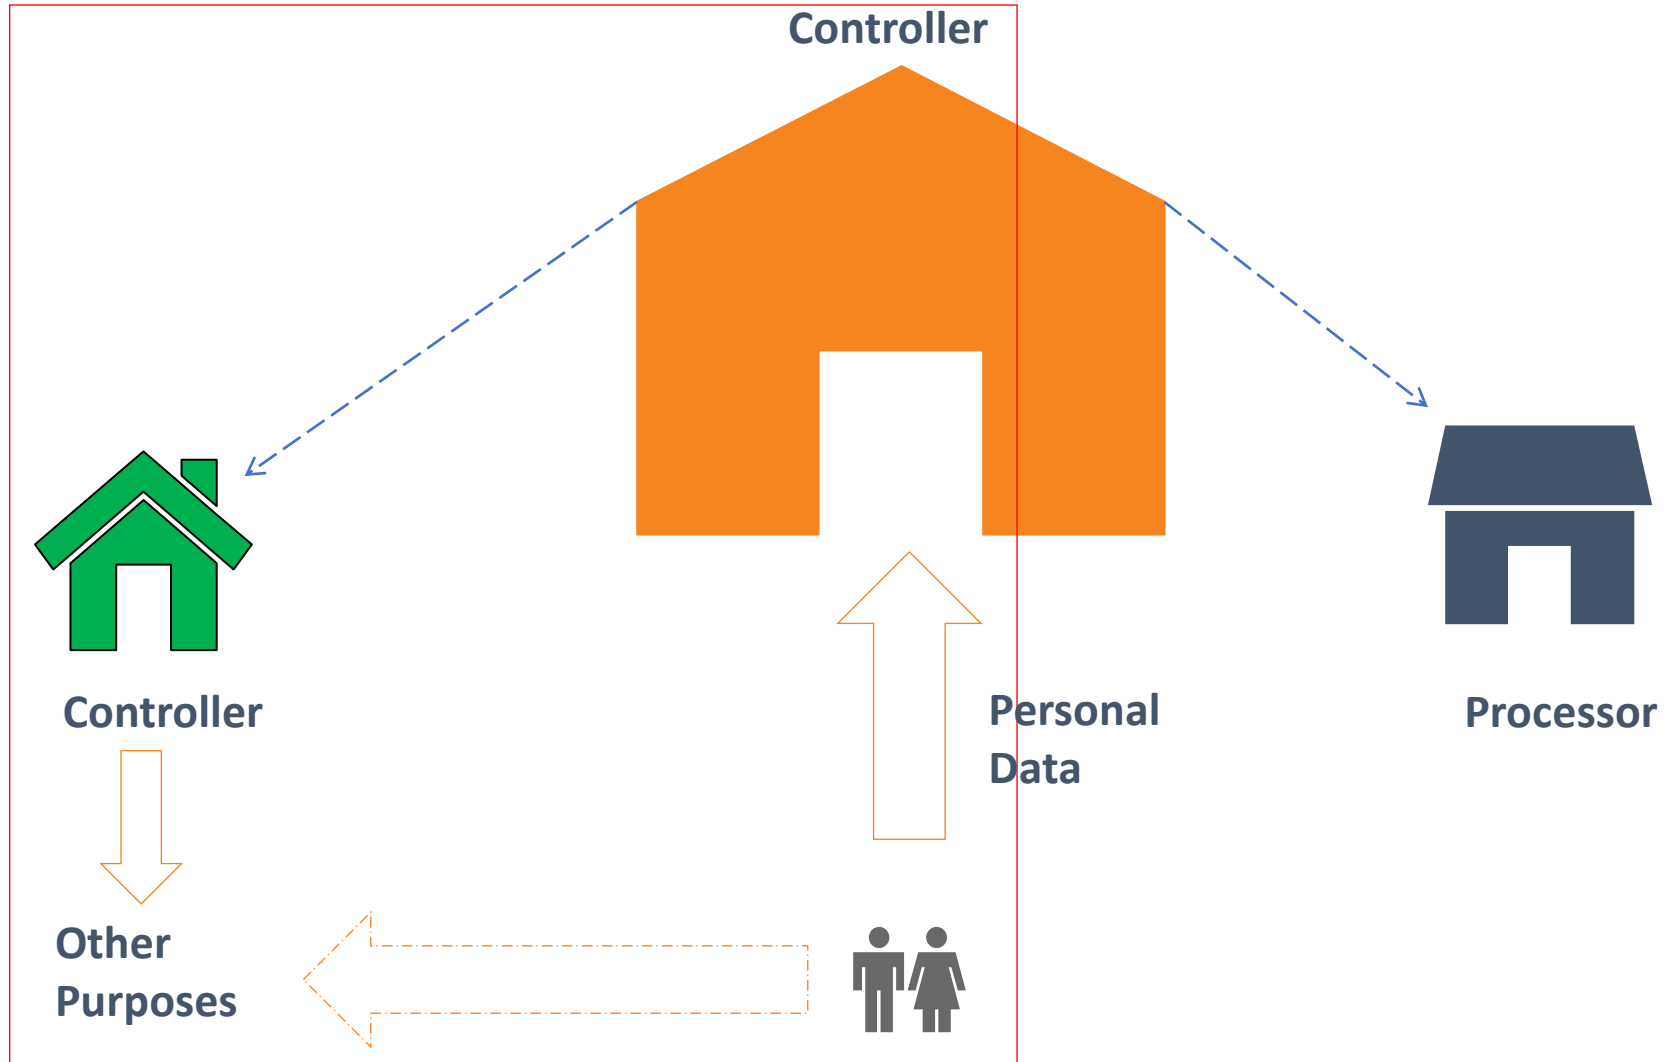 Controller
Controller
Personal
Data
Processor
Other
Purposes